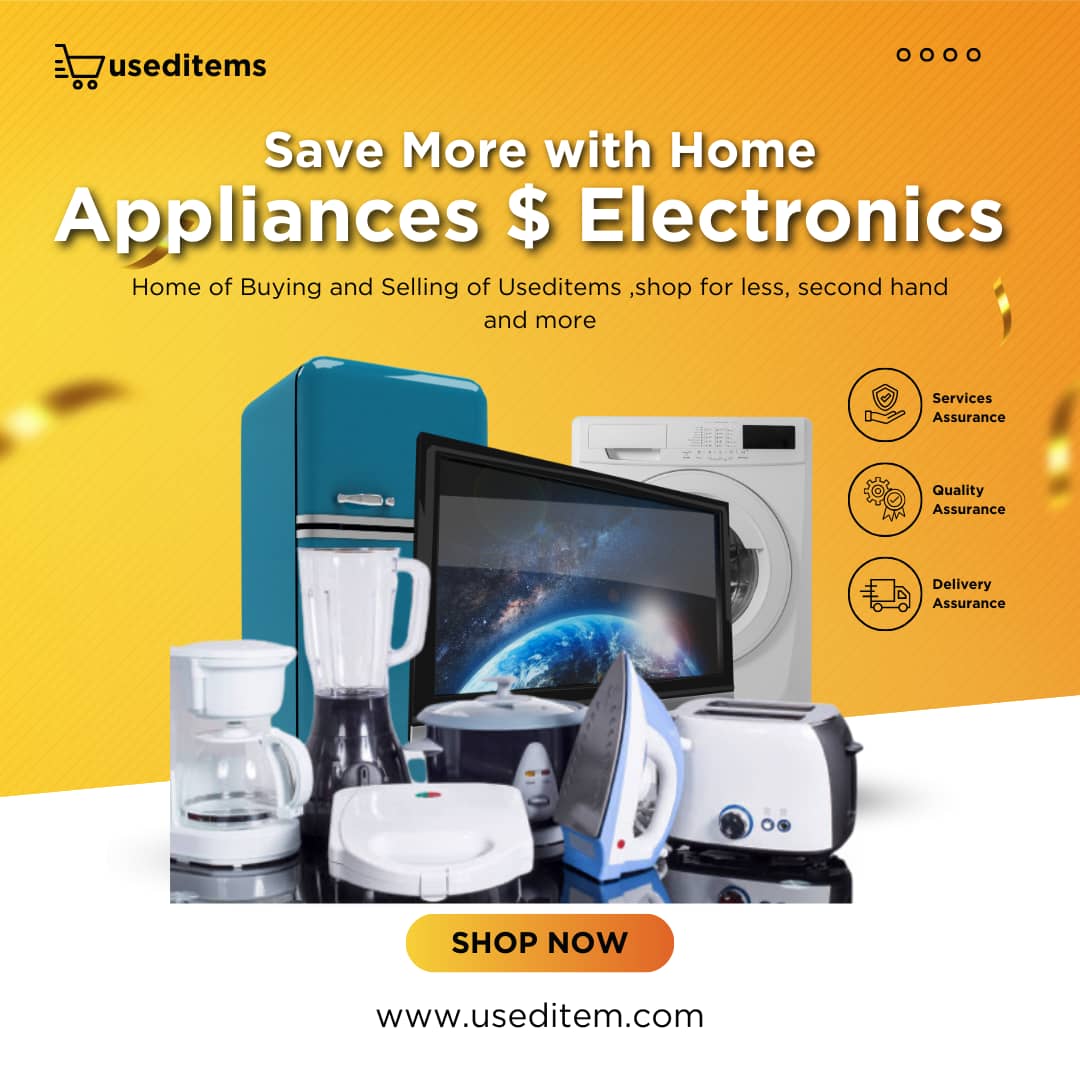 useditems
Save More with Home
Appliances $ Electronics
Home of Buying and Selling of Useditems ,shop for less, second hand
and more
Services
Assurance
Quality
Assurance
Delivery
Assurance
SHOP NOW
www.useditem.com